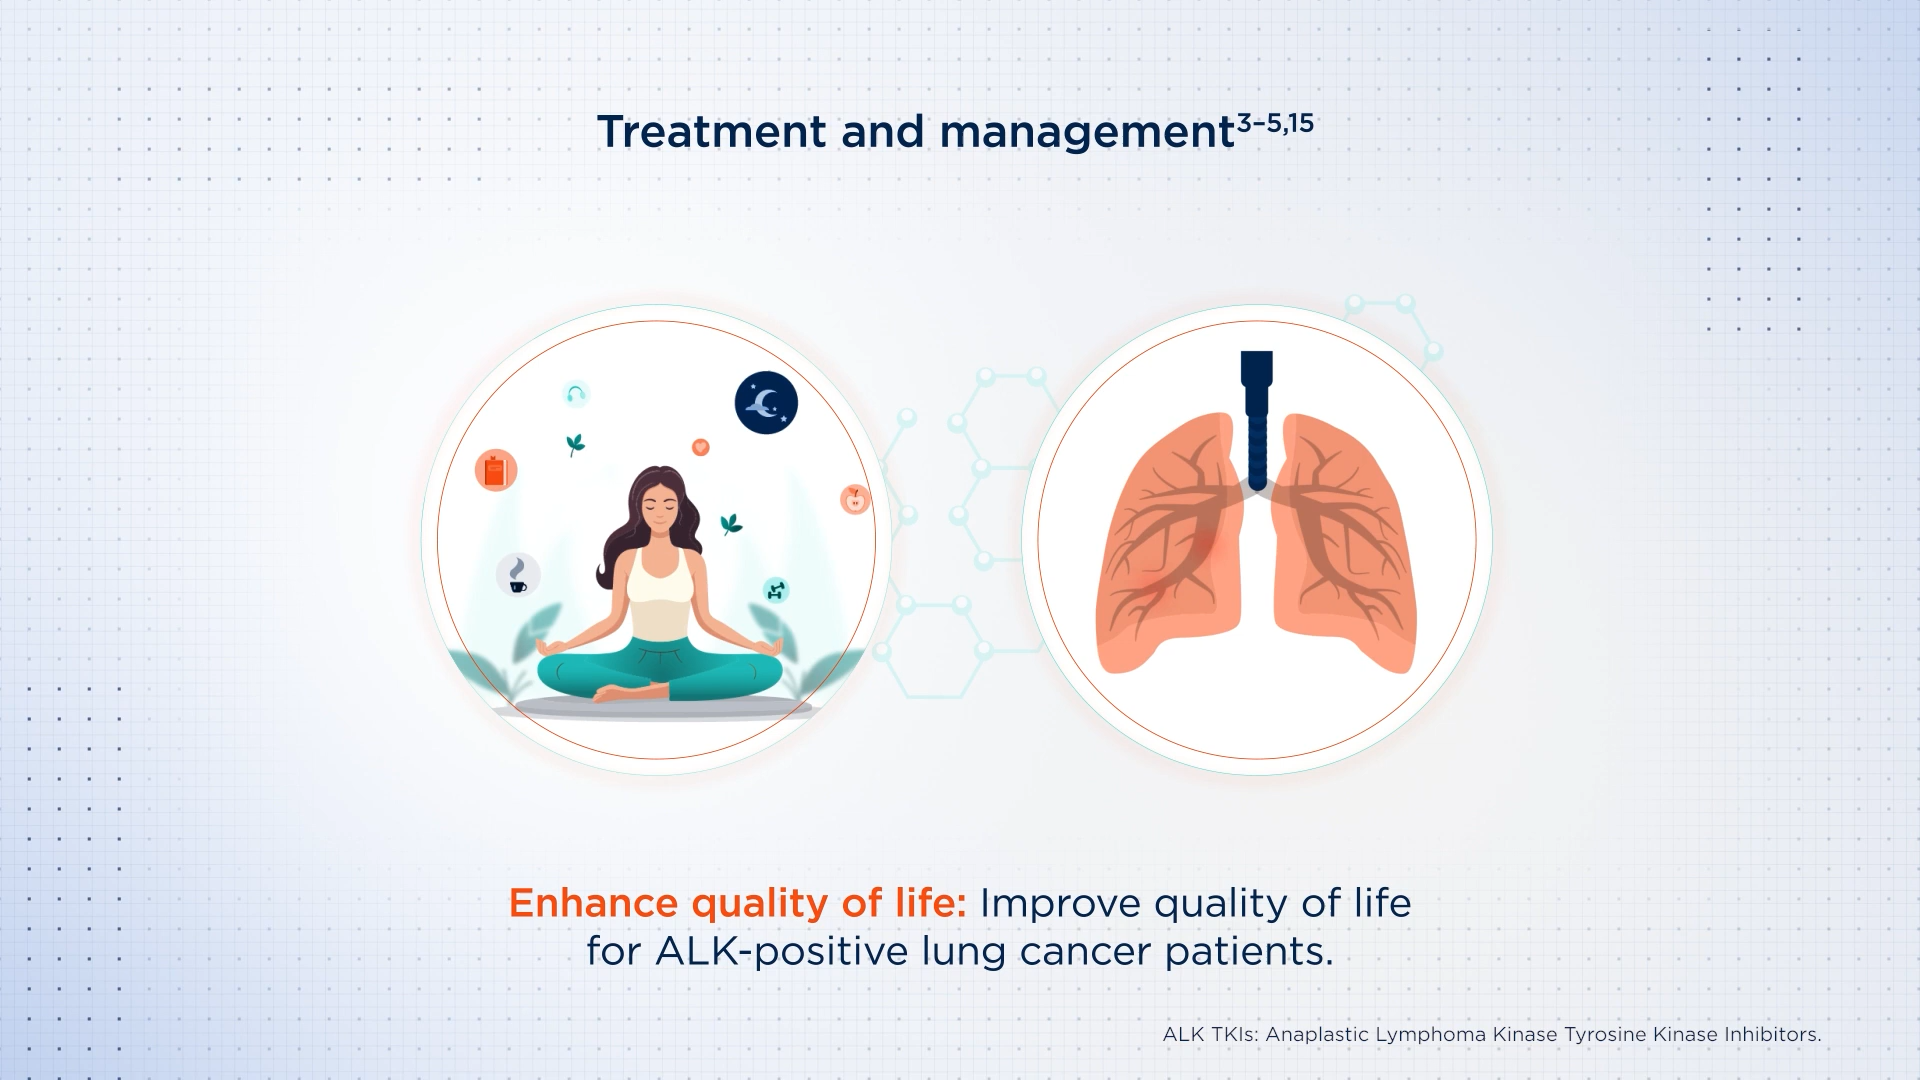 Treatment and management3–5,15
Enhance quality of life: Improve quality of life
for ALK-positive lung cancer patients.
ALK TKIs: Anaplastic Lymphoma Kinase Tyrosine Kinase Inhibitors.